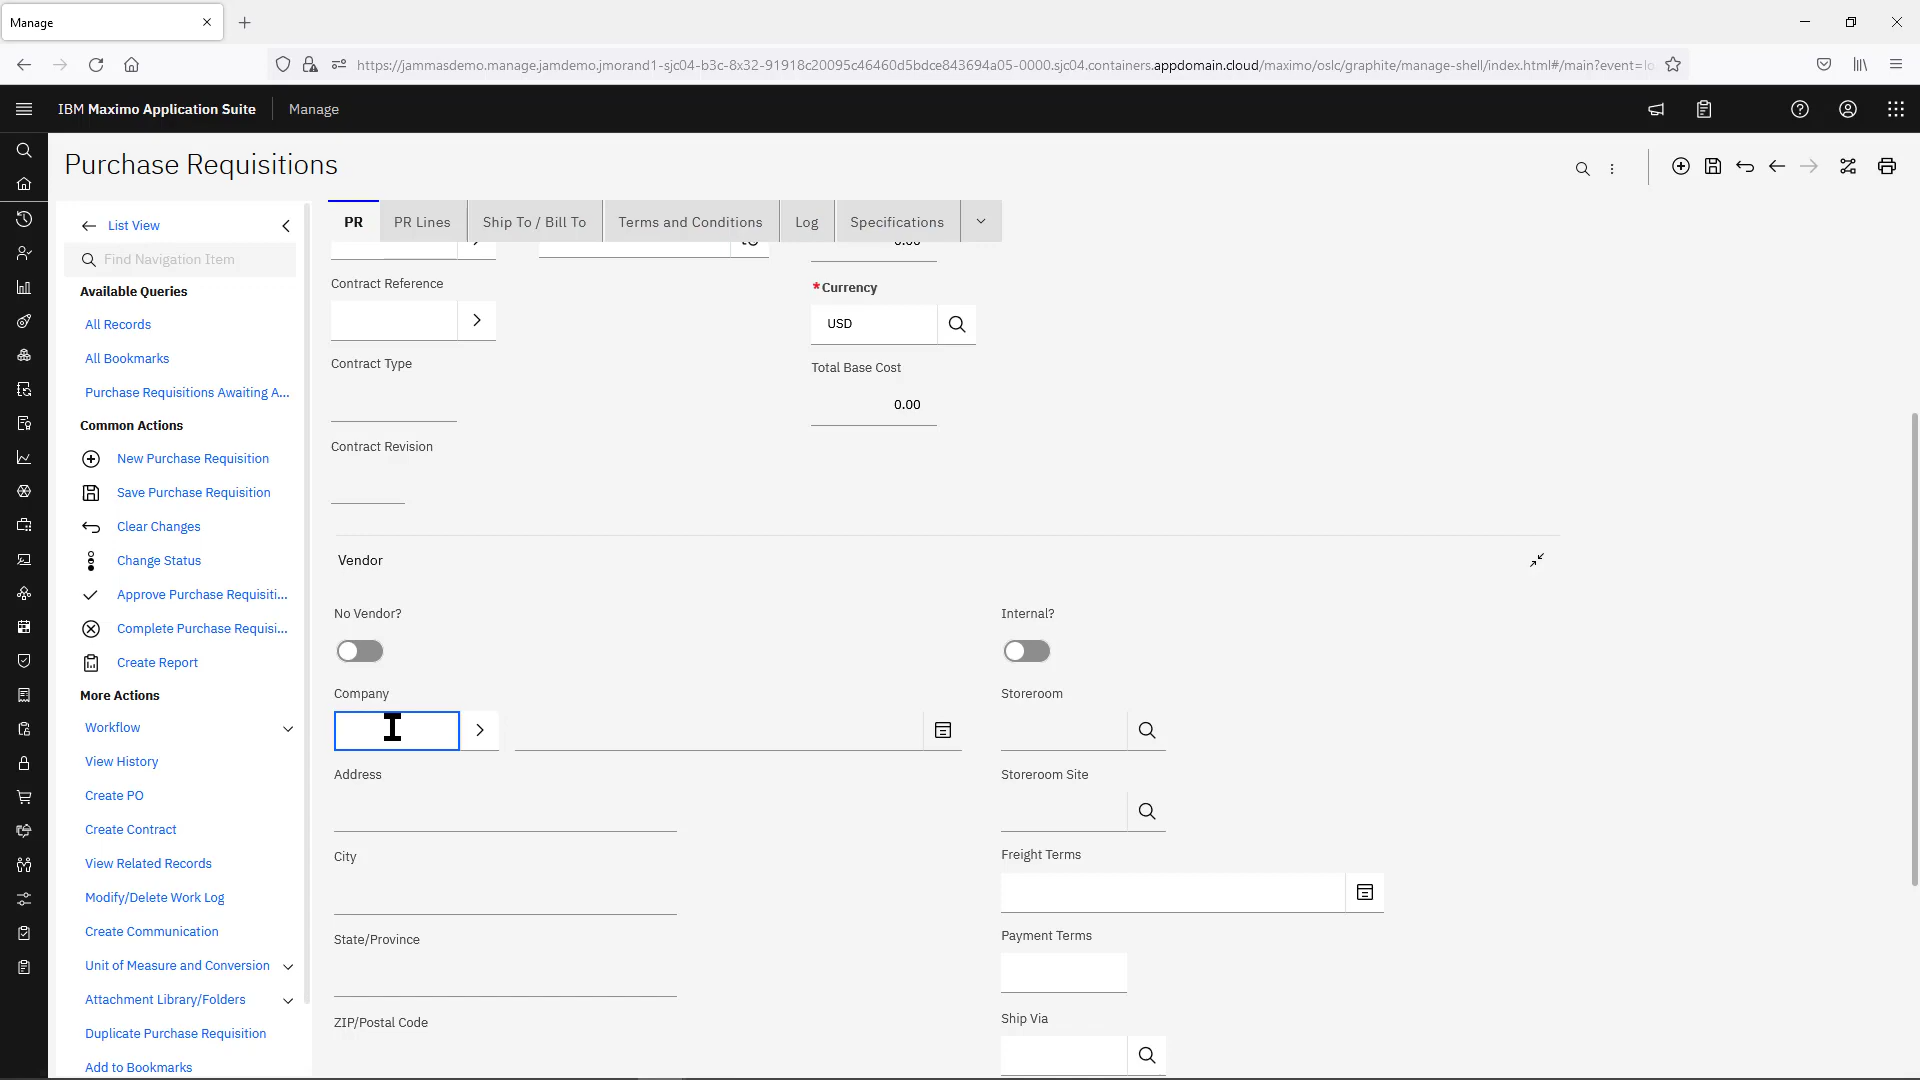 Manage
https://jammasdemo.manage.jamdemo.jmorand1-sjc04-b3c-8x32-91918c20095c46460d5bdce843694a05-0000.sjc04.containers.appdomain.cloud/maximo/oslc/graphite/manage-shell/index.html#/main?event=lo
IBM Maximo Application Suite
Manage
Purchase Requisitions
List View
Find Navigation Item
Available Queries
All Records
All Bookmarks
Purchase Requisitions Awaiting A...
Common Actions
New Purchase Requisition
Save Purchase Requisition
Clear Changes
Change Status
Approve Purchase Requisiti...
Complete Purchase Requisi...
Create Report
More Actions
Workflow
View History
Create PO
Create Contract
View Related Records
Modify/Delete Work Log
Create Communication
Unit of Measure and Conversion
Attachment Library/Folders
Duplicate Purchase Requisition
Add to Bookmarks
PR
PR Lines
Ship To / Bill To
Terms and Conditions
Log
Specifications
0.00
Contract Reference
*Currency
USD
Contract Type
Total Base Cost
0.00
Contract Revision
Vendor
No Vendor?
Internal?
Company
Storeroom
Address
Storeroom Site
City
Freight Terms
State/Province
Payment Terms
ZIP/Postal Code
Ship Via